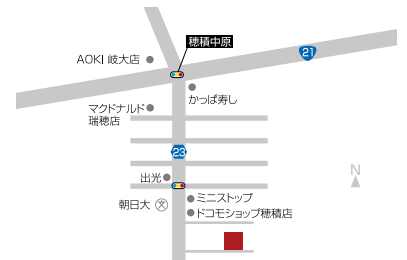 穂積中原
21
AOKI 岐大店
かっぱ寿し
マクドナルド
瑞穂店
23
出光
N
朝日大 文
ミニストップ
ドコモショップ穂積店